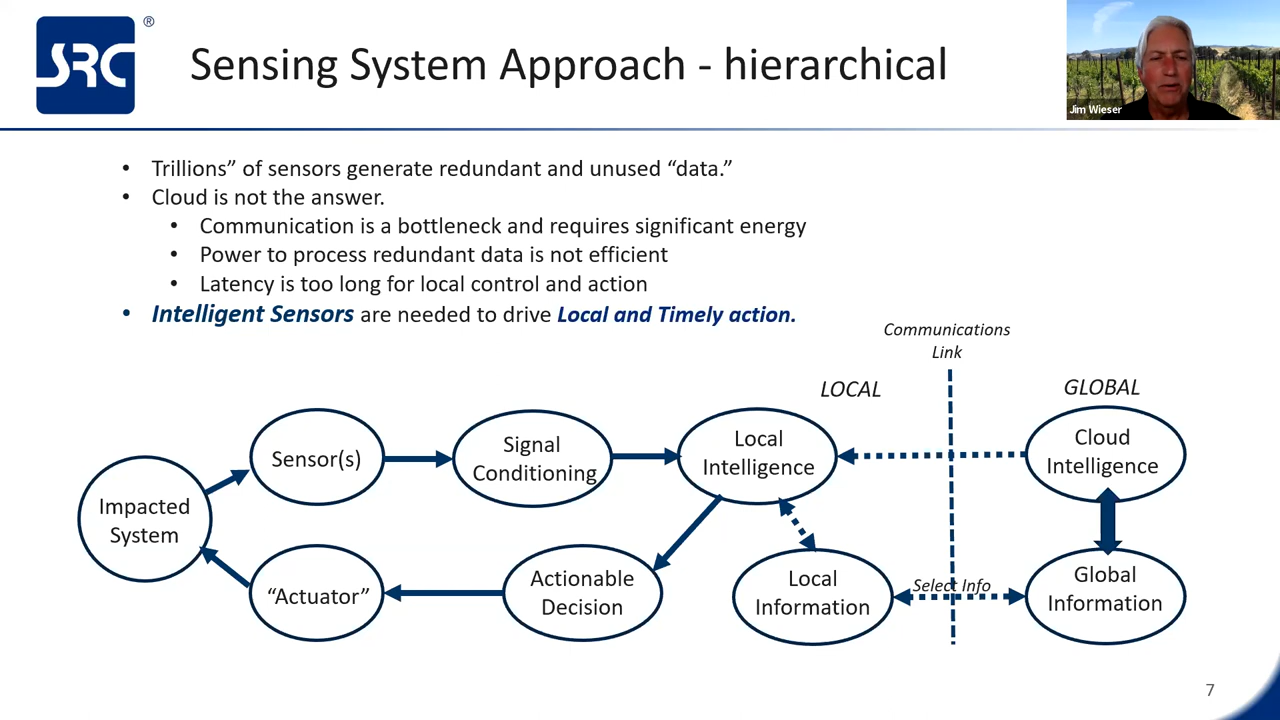 SRC
®
Sensing System Approach - hierarchical
Jim Wieser
• Trillions” of sensors generate redundant and unused “data.”
• Cloud is not the answer.
• Communication is a bottleneck and requires significant energy
• Power to process redundant data is not efficient
• Latency is too long for local control and action
• Intelligent Sensors are needed to drive Local and Timely action.
Communications
Link
LOCAL
GLOBAL
Impacted
System
Sensor(s)
Signal
Conditioning
Local
Intelligence
Cloud
Intelligence
“Actuator”
Actionable
Decision
Local
Information
Select Info
Global
Information
7